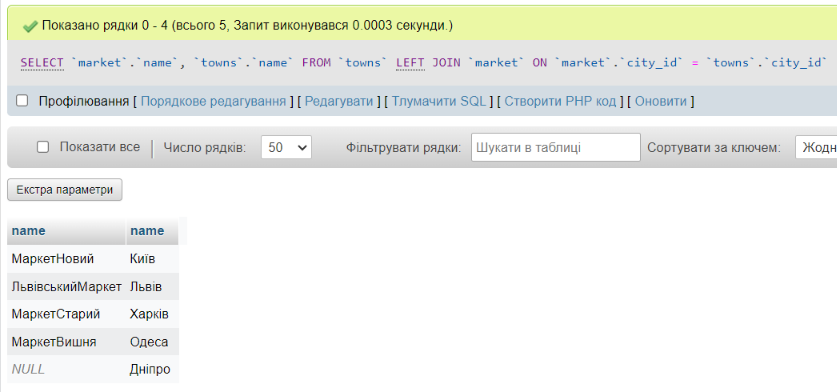 Показано рядки 0 - 4 (всього 5, Запит виконувався 0.0003 секунди.)
SELECT `market`.`name`, `towns`.`name` FROM `towns` LEFT JOIN `market` ON `market`.`city_id` = `towns`.`city_id`
Профілювання [ Порядкове редагування ] [ Редагувати ] [ Тлумачити SQL ] [ Створити PHP код ] [ Оновити ]
Показати все | Число рядків: 50 Фільтрувати рядки: Шукати в таблиці Сортувати за ключем: Жодн
Екстра параметри
name name
МаркетНовий Київ
ЛьвівськийМаркет Львів
МаркетСтарий Харків
МаркетВишня Одеса
NULL Дніпро